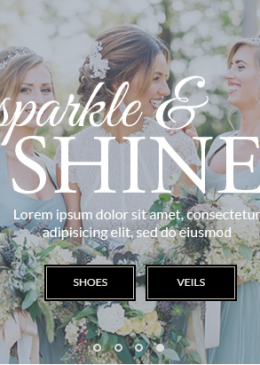 sparkle &
SHINE
Lorem ipsum dolor sit amet, consectetur
adipisicing elit, sed do eiusmod
SHOES
VEILS